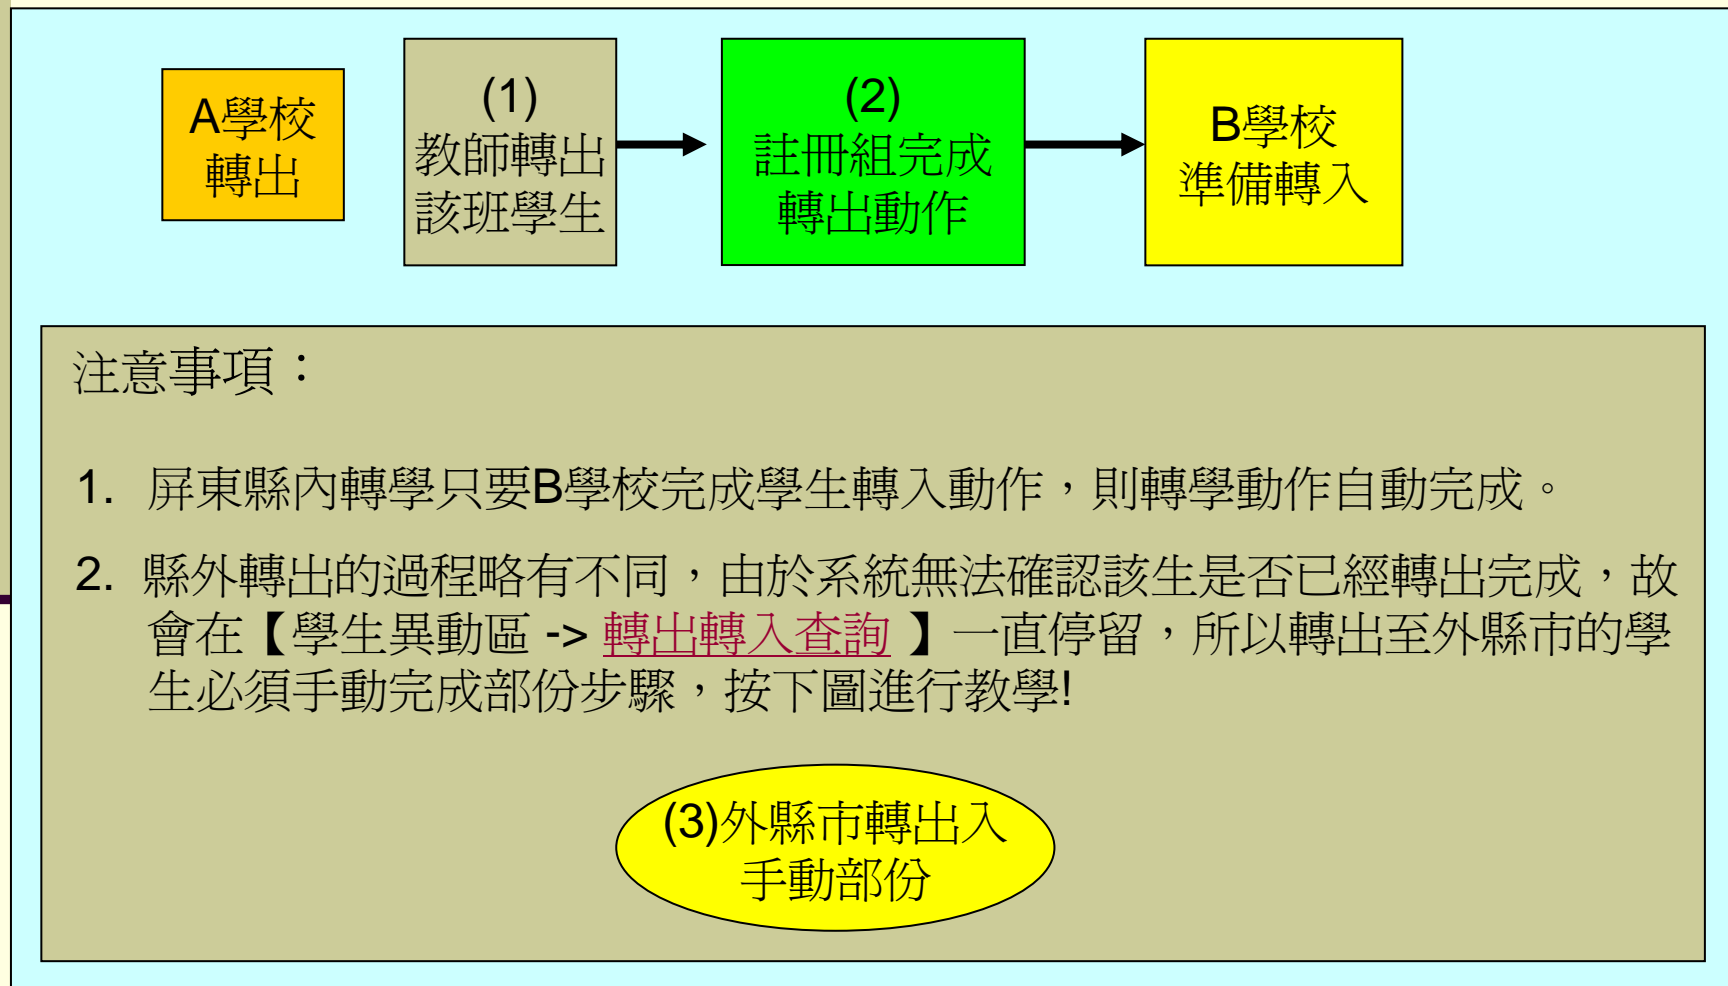 A學校
轉出
(1)
教師轉出
該班學生
(2)
註冊組完成
轉出動作
B學校
準備轉入
注意事項：
1. 屏東縣內轉學只要B學校完成學生轉入動作，則轉學動作自動完成。
2. 縣外轉出的過程略有不同，由於系統無法確認該生是否已經轉出完成，故
會在【學生異動區 -> 轉出轉入查詢 】一直停留，所以轉出至外縣市的學
生必須手動完成部份步驟，按下圖進行教學!
(3)外縣市轉出入
手動部份